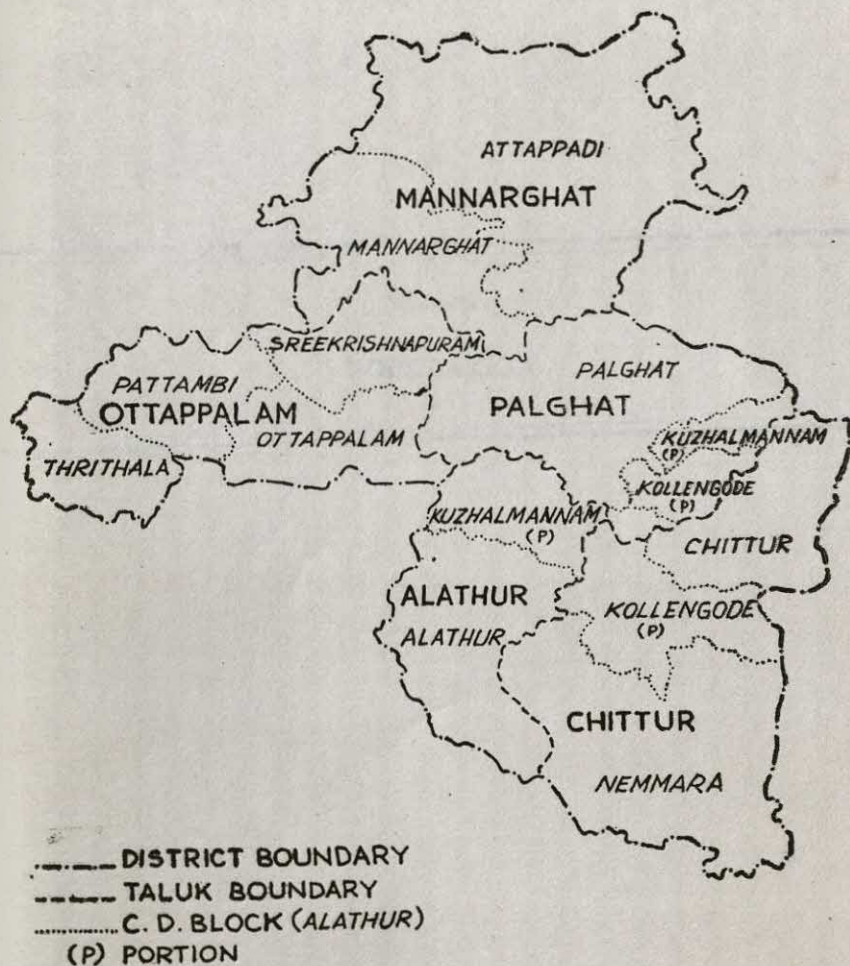 ATTAPPADI
MANNARGHAT
MANNARGHAT
SREEKRISHNAPURAM
PALGHAT
PATTAMBI
OTTAPPALAM
PALGHAT
OTTAPPALAM
KUZHALMANNAM
(P)
THRITHALA
KOLLENGODE
(P)
KUZHALMANNAM
(P)
CHITTUR
ALATHUR
KOLLENGODE
(P)
ALATHUR
CHITTUR
NEMMARA
DISTRICT BOUNDARY
TALUK BOUNDARY
C. D. BLOCK (ALATHUR)
(P) PORTION